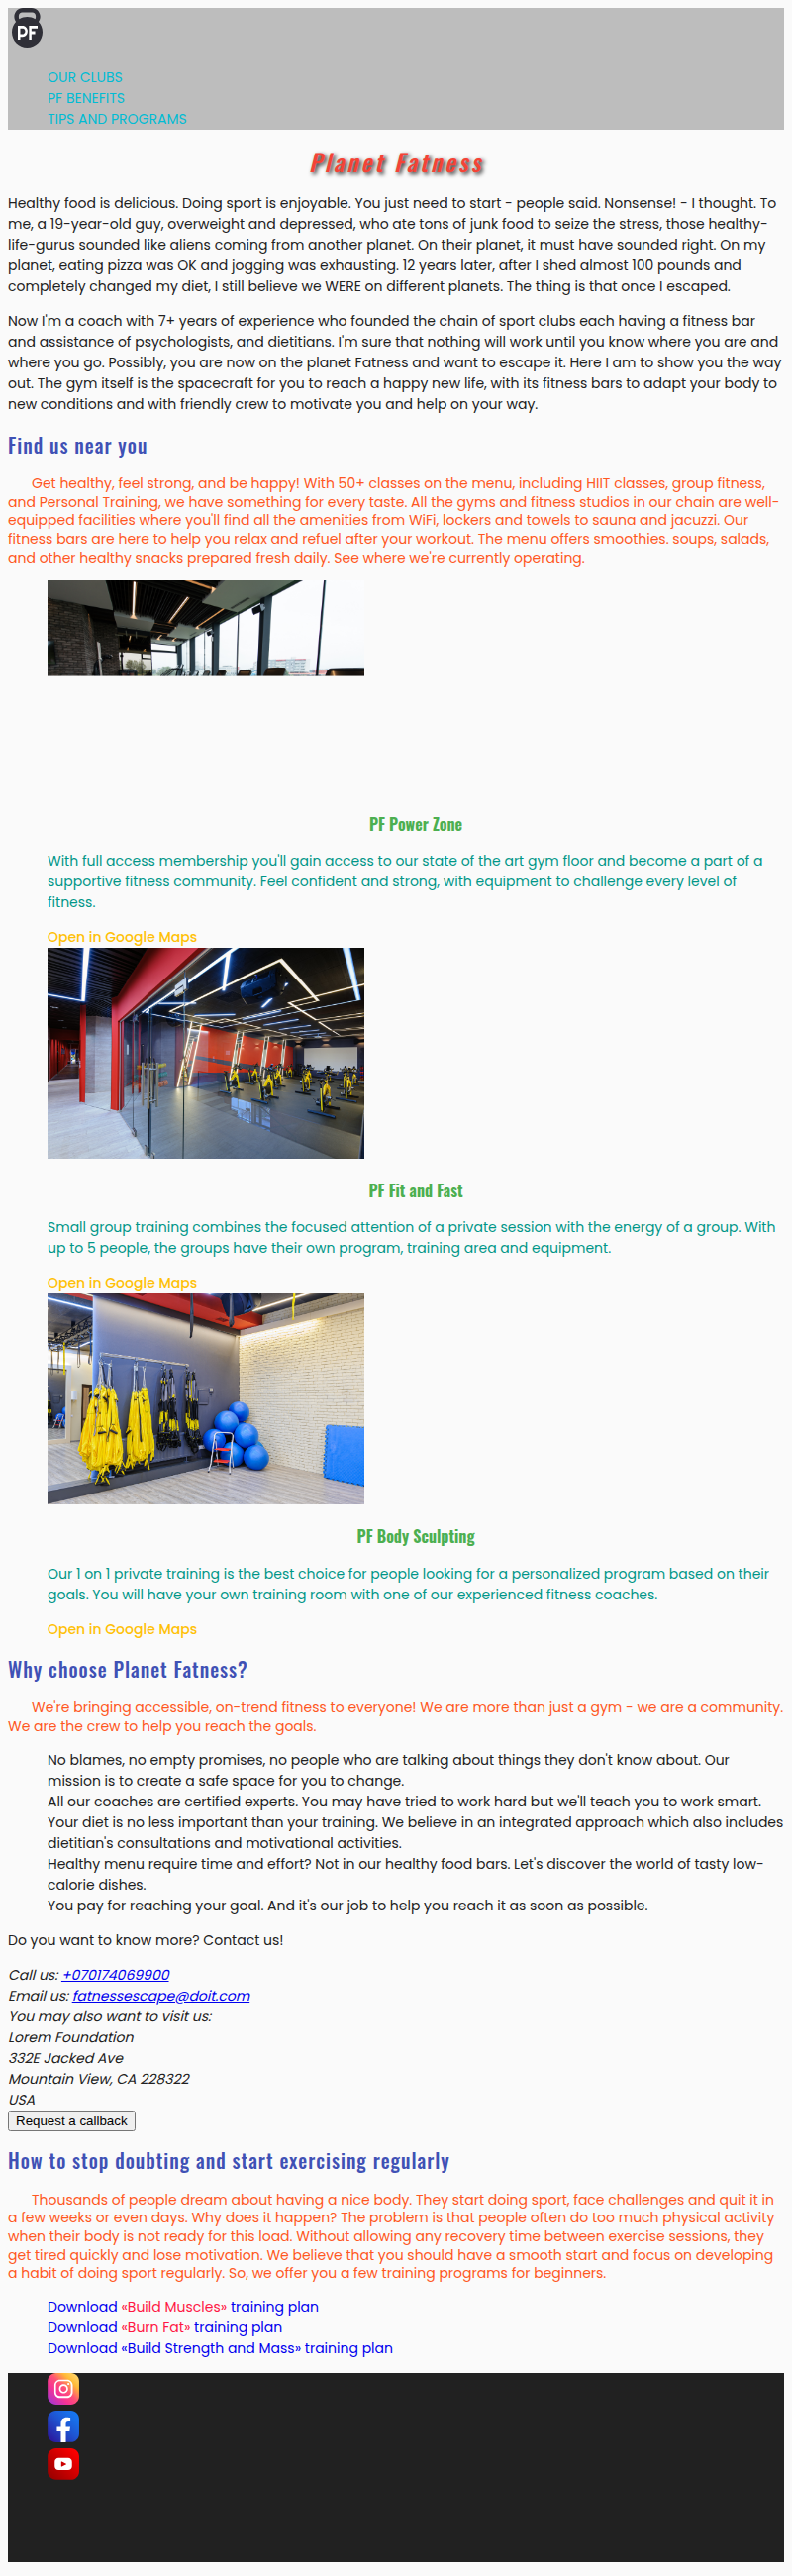 PF
OUR CLUBS
PF BENEFITS
TIPS AND PROGRAMS
Planet Fatness
Healthy food is delicious. Doing sport is enjoyable. You just need to start - people said. Nonsense! - I thought. To
me, a 19-year-old guy, overweight and depressed, who ate tons of junk food to seize the stress, those healthy-
life-gurus sounded like aliens coming from another planet. On their planet, it must have sounded right. On my
planet, eating pizza was OK and jogging was exhausting. 12 years later, after I shed almost 100 pounds and
completely changed my diet, I still believe we WERE on different planets. The thing is that once I escaped.
Now I'm a coach with 7+ years of experience who founded the chain of sport clubs each having a fitness bar
and assistance of psychologists, and dietitians. I'm sure that nothing will work until you know where you are and
where you go. Possibly, you are now on the planet Fatness and want to escape it. Here I am to show you the way
out. The gym itself is the spacecraft for you to reach a happy new life, with its fitness bars to adapt your body to
new conditions and with friendly crew to motivate you and help on your way.
Find us near you
Get healthy, feel strong, and be happy! With 50+ classes on the menu, including HIIT classes, group fitness,
and Personal Training, we have something for every taste. All the gyms and fitness studios in our chain are well-
equipped facilities where you'll find all the amenities from WiFi, lockers and towels to sauna and jacuzzi. Our
fitness bars are here to help you relax and refuel after your workout. The menu offers smoothies. soups, salads,
and other healthy snacks prepared fresh daily. See where we're currently operating.
PF Power Zone
With full access membership you'll gain access to our state of the art gym floor and become a part of a
supportive fitness community. Feel confident and strong, with equipment to challenge every level of
fitness.
Open in Google Maps
PF Fit and Fast
Small group training combines the focused attention of a private session with the energy of a group. With
up to 5 people, the groups have their own program, training area and equipment.
Open in Google Maps
PF Body Sculpting
Our 1 on 1 private training is the best choice for people looking for a personalized program based on their
goals. You will have your own training room with one of our experienced fitness coaches.
Open in Google Maps
Why choose Planet Fatness?
We're bringing accessible, on-trend fitness to everyone! We are more than just a gym - we are a community.
We are the crew to help you reach the goals.
No blames, no empty promises, no people who are talking about things they don't know about. Our
mission is to create a safe space for you to change.
All our coaches are certified experts. You may have tried to work hard but we'll teach you to work smart.
Your diet is no less important than your training. We believe in an integrated approach which also includes
dietitian's consultations and motivational activities.
Healthy menu require time and effort? Not in our healthy food bars. Let's discover the world of tasty low-
calorie dishes.
You pay for reaching your goal. And it's our job to help you reach it as soon as possible.
Do you want to know more? Contact us!
Call us: +070174069900
Email us: fatnessescape@doit.com
You may also want to visit us:
Lorem Foundation
332E Jacked Ave
Mountain View, CA 228322
USA
Request a callback
How to stop doubting and start exercising regularly
Thousands of people dream about having a nice body. They start doing sport, face challenges and quit it in
a few weeks or even days. Why does it happen? The problem is that people often do too much physical activity
when their body is not ready for this load. Without allowing any recovery time between exercise sessions, they
get tired quickly and lose motivation. We believe that you should have a smooth start and focus on developing
a habit of doing sport regularly. So, we offer you a few training programs for beginners.
Download «Build Muscles» training plan
Download «Burn Fat» training plan
Download «Build Strength and Mass» training plan